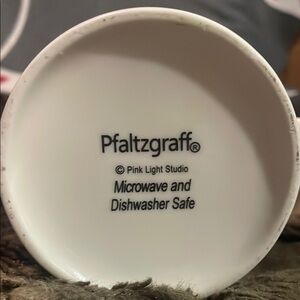 Pfaltzgraff®
© Pink Light Studio
Microwave and
Dishwasher Safe